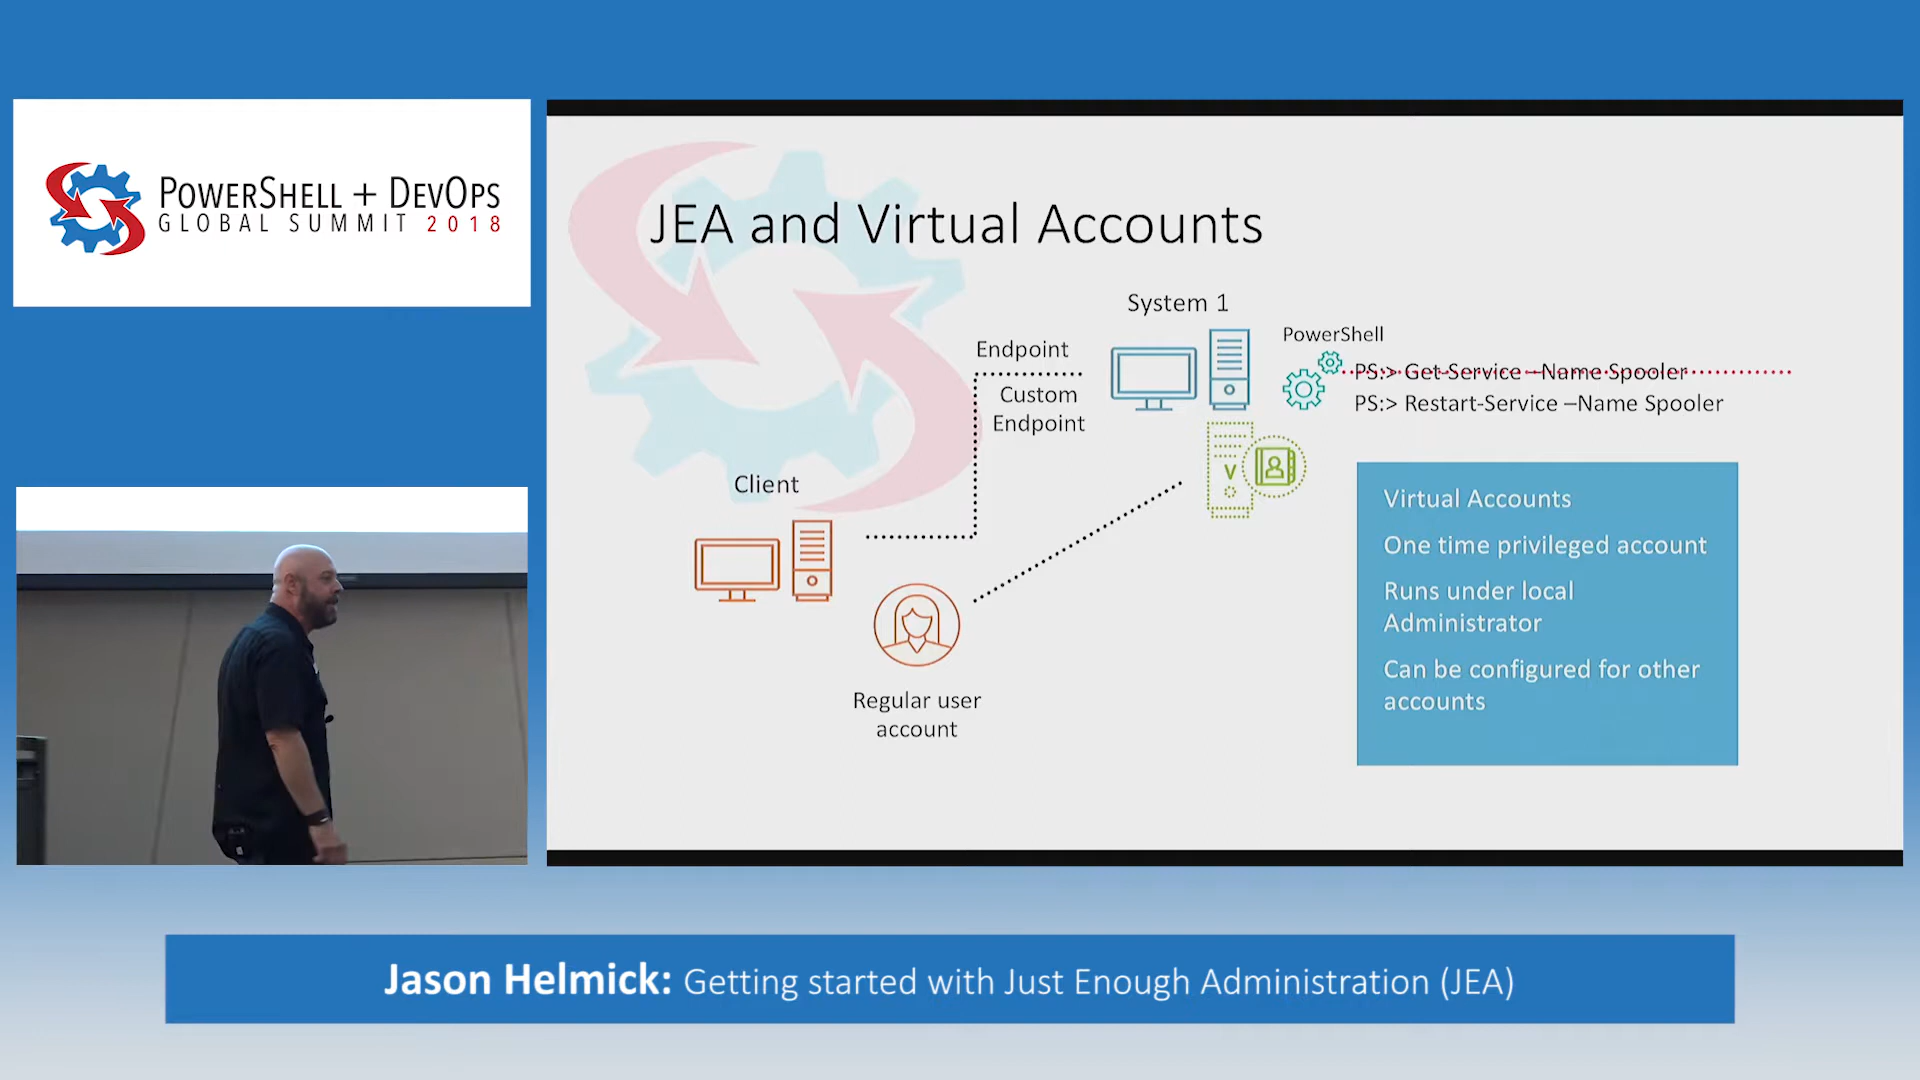 POWERSHELL + DEVOPS
GLOBAL SUMMIT 2018
JEA and Virtual Accounts
System 1
Endpoint
Custom
Endpoint
PowerShell
PS:> Get-Service –Name Spooler
PS:> Restart-Service –Name Spooler
V
Client
Regular user
account
Virtual Accounts
One time privileged account
Runs under local
Administrator
Can be configured for other
accounts
Jason Helmick: Getting started with Just Enough Administration (JEA)